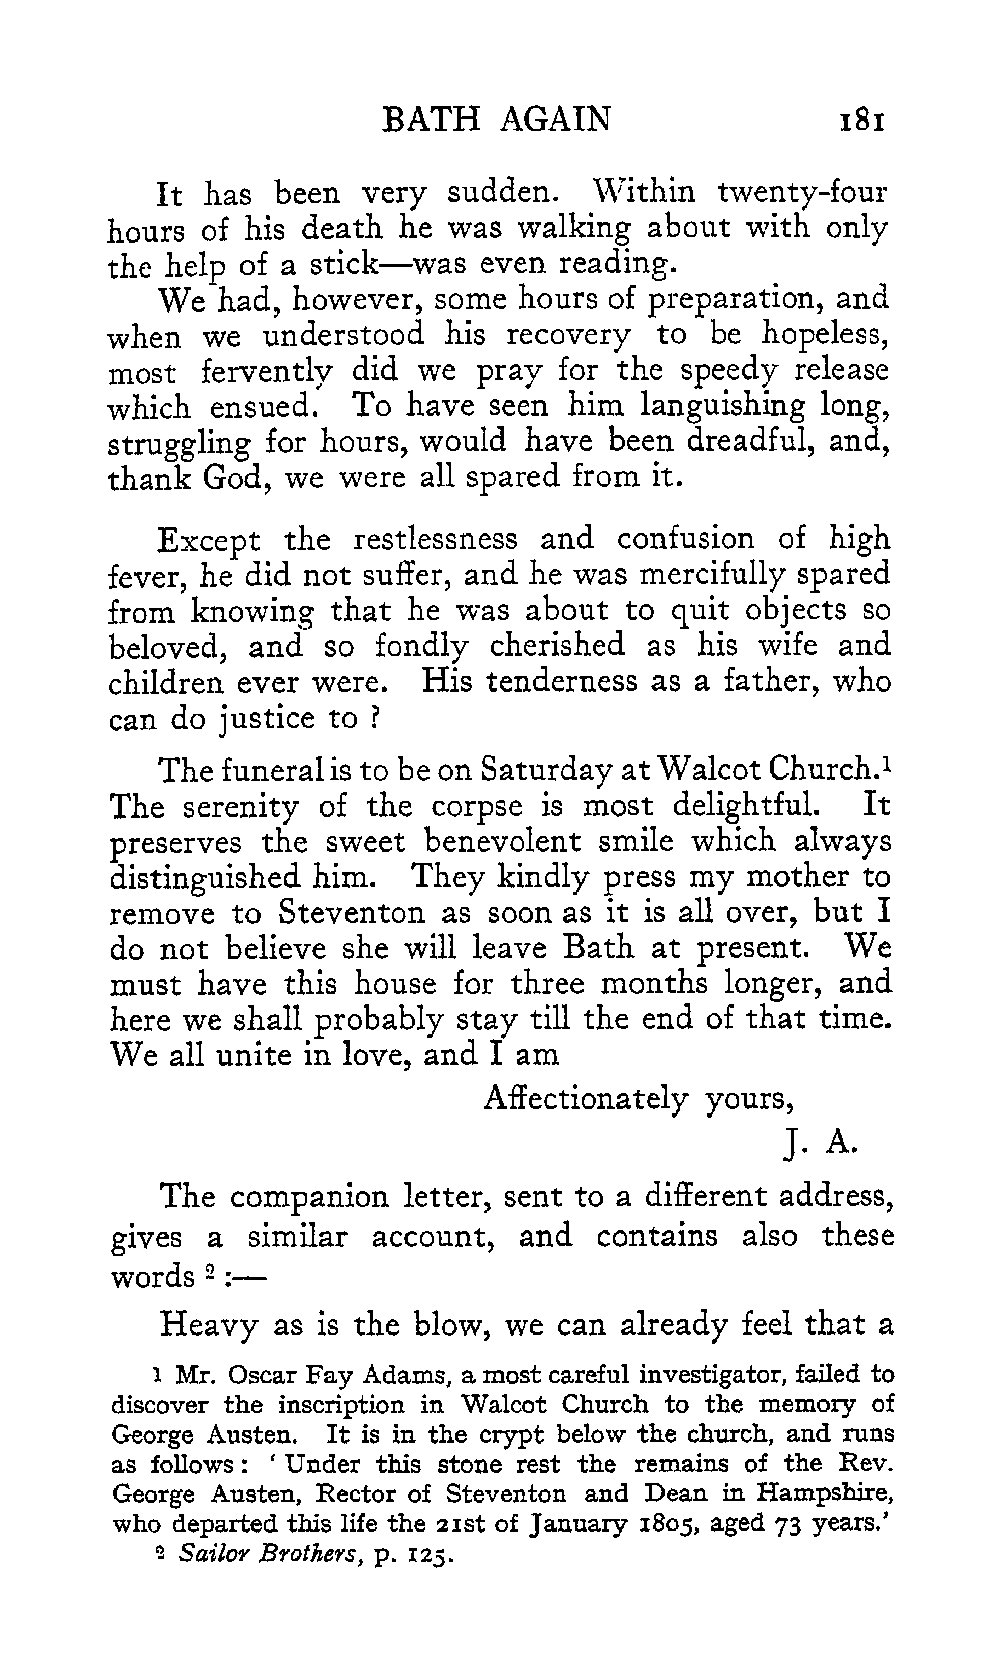 BATH AGAIN 181
It has been very sudden. Within twenty-four
hours of his death he was walking about with only
the help of a stick—was even reading.
We had, however, some hours of preparation, and
when we understood his recovery to be hopeless,
most fervently did we pray for the speedy release
which ensued. To have seen him languishing long,
struggling for hours, would have been dreadful, and,
thank God, we were all spared from it.
Except the restlessness and confusion of high
fever, he did not suffer, and he was mercifully spared
from knowing that he was about to quit objects so
beloved, and so fondly cherished as his wife and
children ever were. His tenderness as a father, who
can do justice to ?
The funeral is to be on Saturday at Walcot Church.¹
The serenity of the corpse is most delightful. It
preserves the sweet benevolent smile which always
distinguished him. They kindly press my mother to
remove to Steventon as soon as it is all over, but I
do not believe she will leave Bath at present. We
must have this house for three months longer, and
here we shall probably stay till the end of that time.
We all unite in love, and I am
Affectionately yours,
J. A.
The companion letter, sent to a different address,
gives a similar account, and contains also these
words ² :—
Heavy as is the blow, we can already feel that a
¹ Mr. Oscar Fay Adams, a most careful investigator, failed to
discover the inscription in Walcot Church to the memory of
George Austen. It is in the crypt below the church, and runs
as follows : ‘ Under this stone rest the remains of the Rev.
George Austen, Rector of Steventon and Dean in Hampshire,
who departed this life the 21st of January 1805, aged 73 years.’
² Sailor Brothers, p. 125.